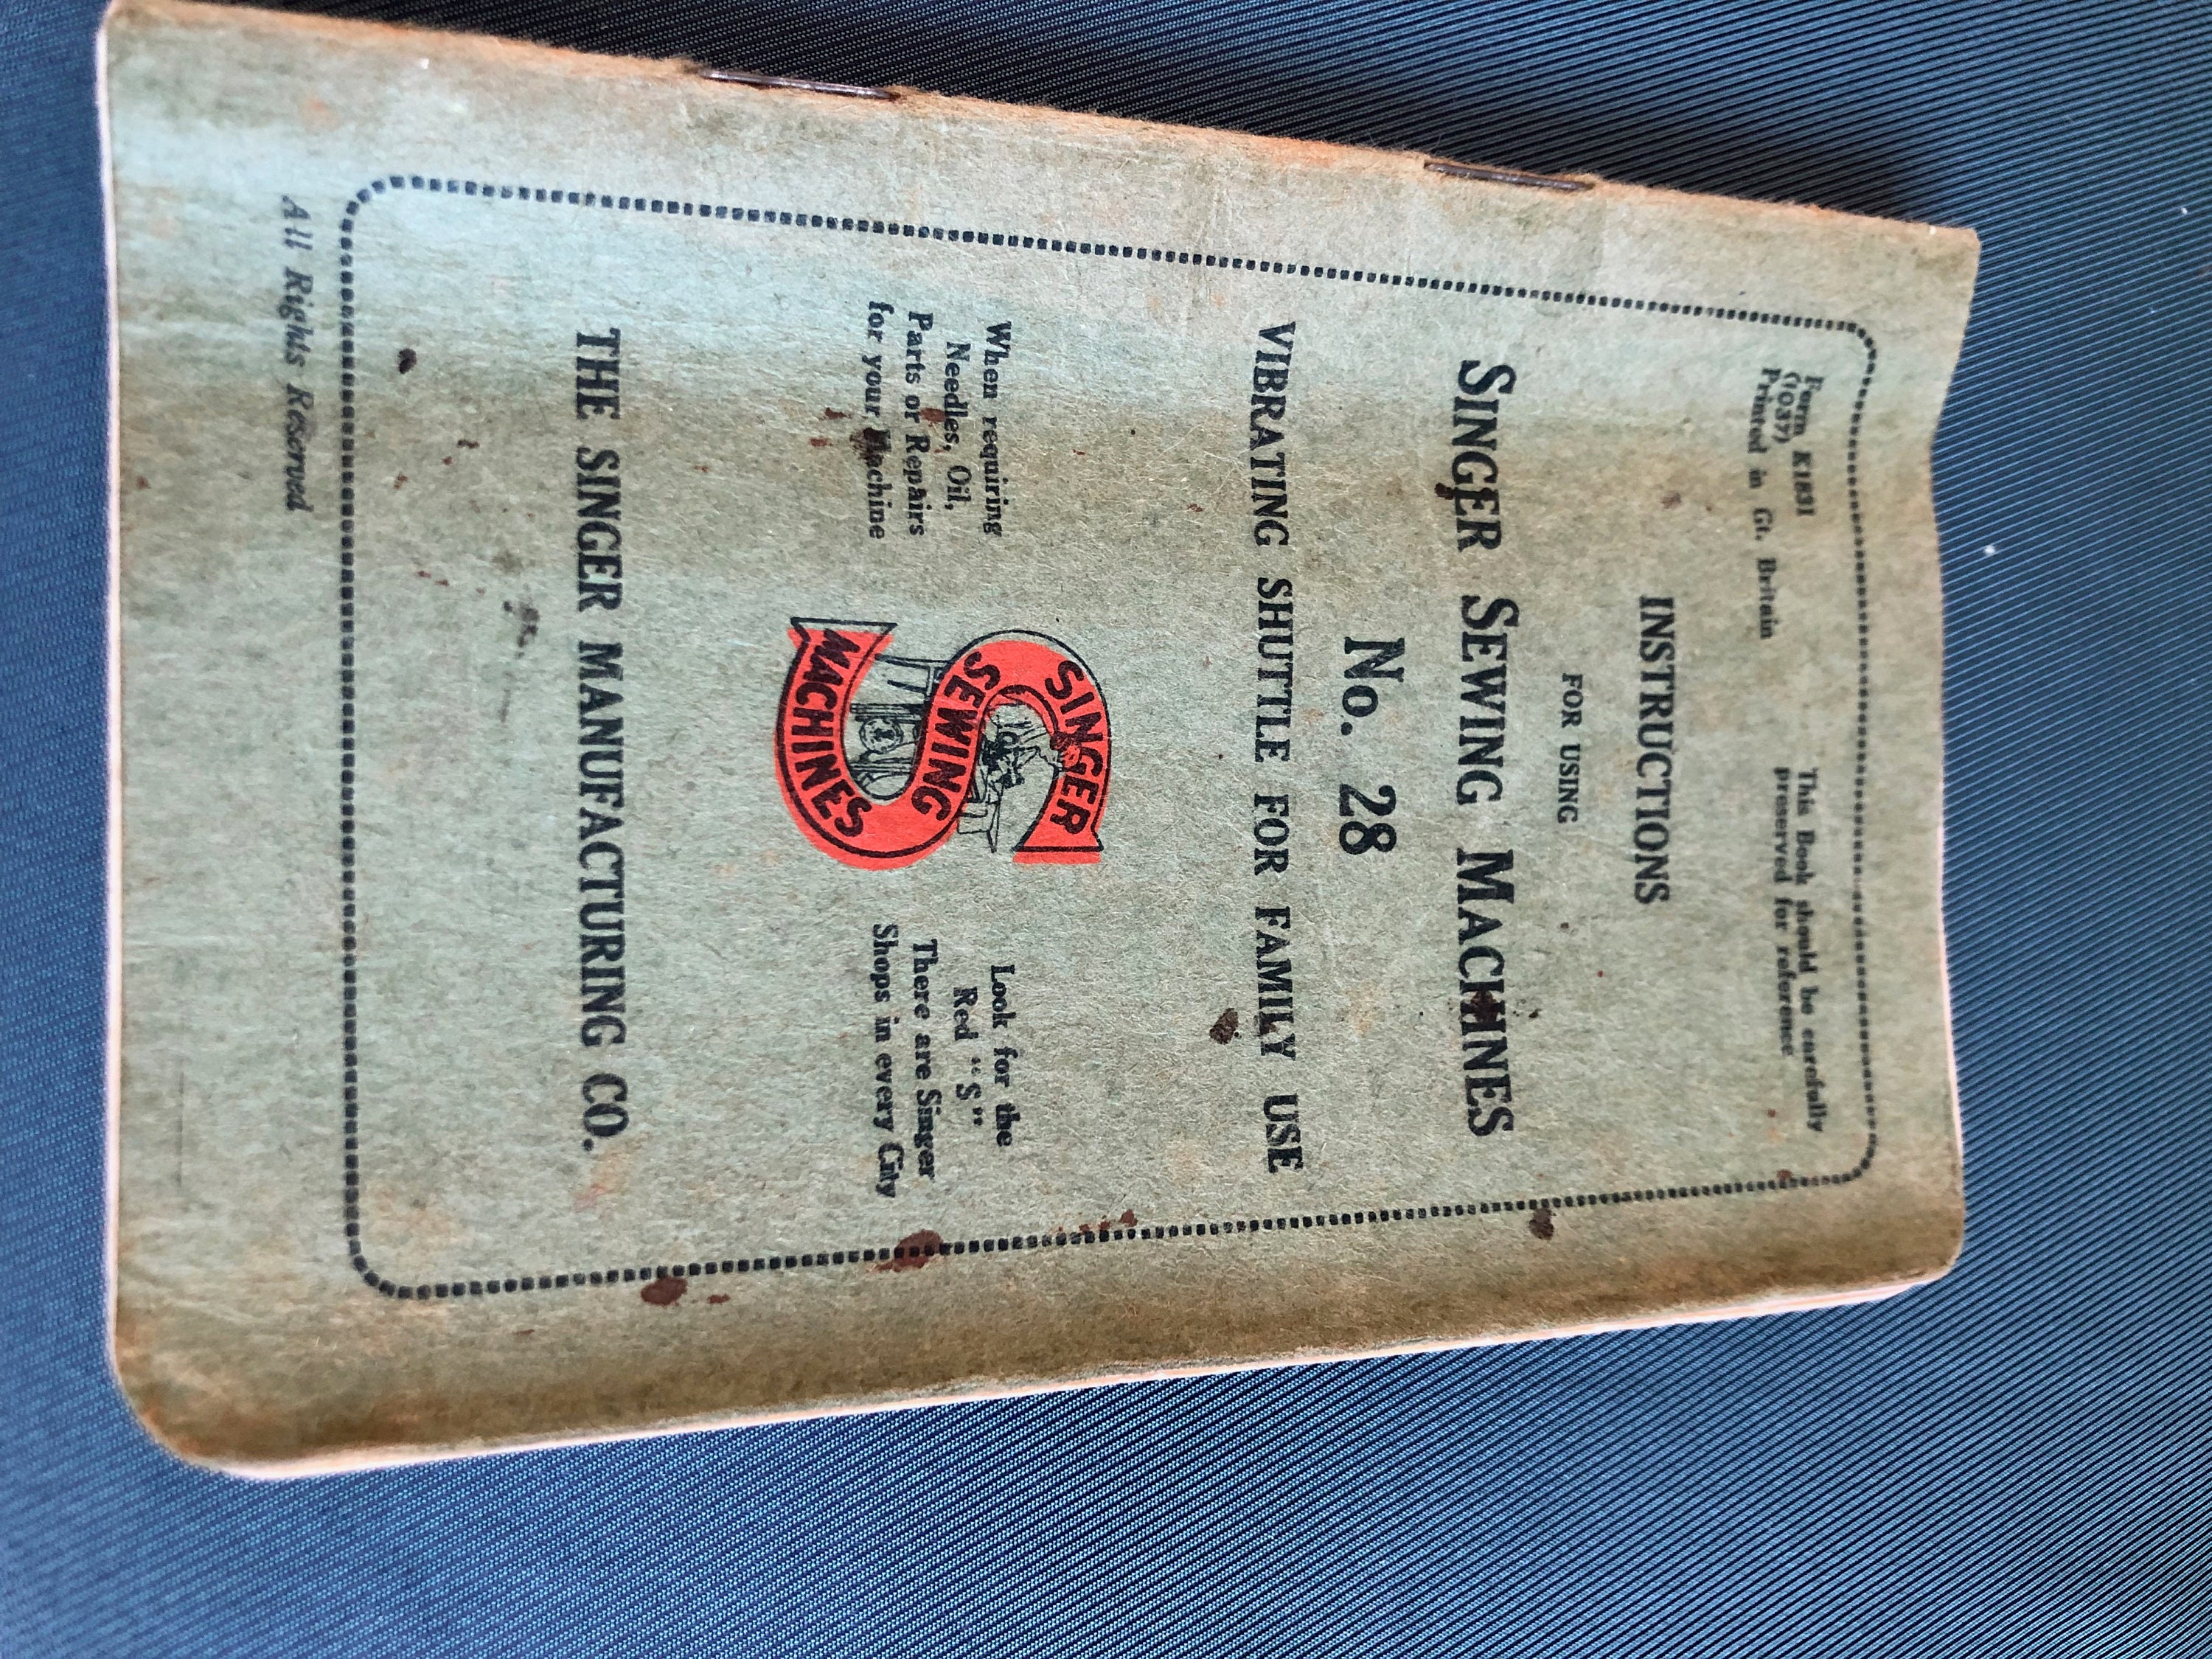 Form K1831
(1037)
Printed in Gt. Britain
This Book should be carefully
preserved for reference
INSTRUCTIONS
FOR USING
SINGER SEWING MACHINES
No. 28
VIBRATING SHUTTLE FOR FAMILY USE
When requiring
Needles, Oil,
Parts or Repairs
for your Machine
SINGER
SEWING
MACHINES
Look for the
Red "S"
There are Singer
Shops in every City
THE SINGER MANUFACTURING CO.
All Rights Reserved